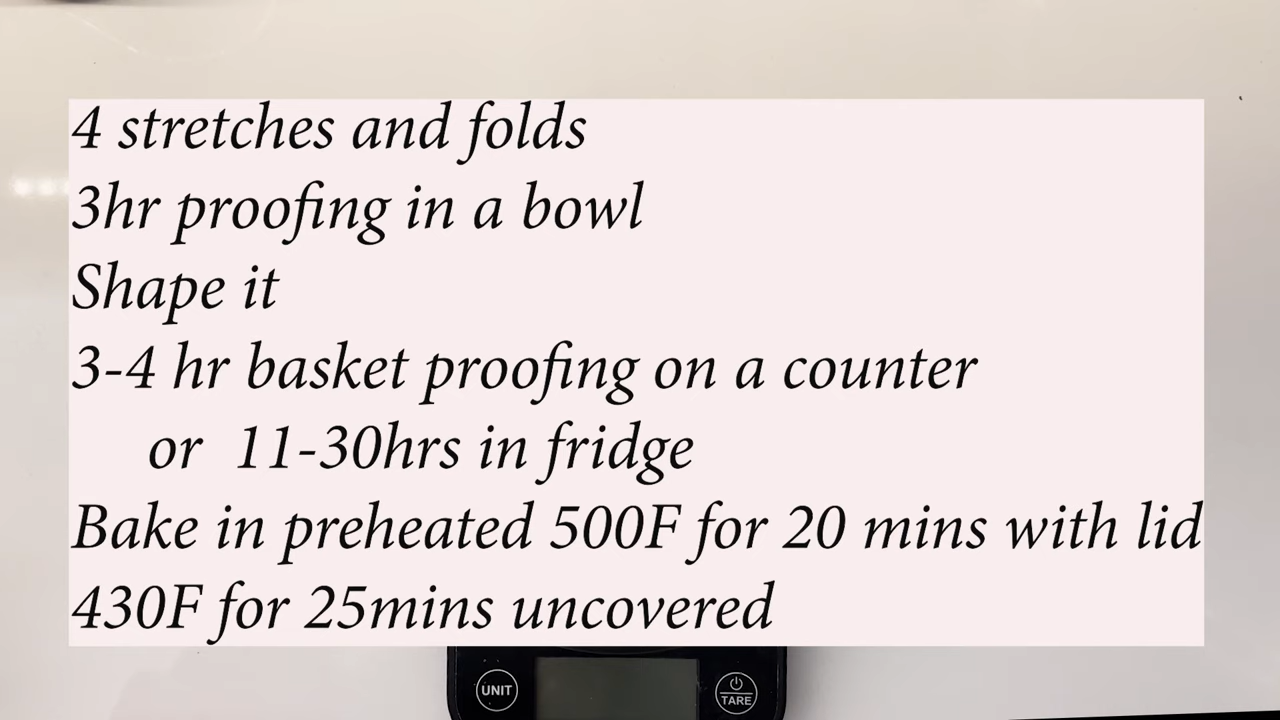 4 stretches and folds
3hr proofing in a bowl
Shape it
3-4 hr basket proofing on a counter
or 11-30hrs in fridge
Bake in preheated 500F for 20 mins with lid
430F for 25mins uncovered
UNIT
TARE